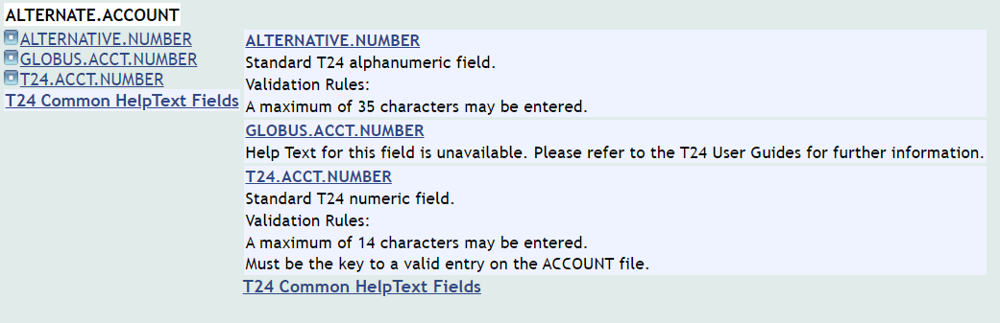 ALTERNATE.ACCOUNT
ALTERNATIVE.NUMBER
GLOBUS.ACCT.NUMBER
T24.ACCT.NUMBER
T24 Common HelpText Fields
ALTERNATIVE.NUMBER
Standard T24 alphanumeric field.
Validation Rules:
A maximum of 35 characters may be entered.
GLOBUS.ACCT.NUMBER
Help Text for this field is unavailable. Please refer to the T24 User Guides for further information.
T24.ACCT.NUMBER
Standard T24 numeric field.
Validation Rules:
A maximum of 14 characters may be entered.
Must be the key to a valid entry on the ACCOUNT file.
T24 Common HelpText Fields